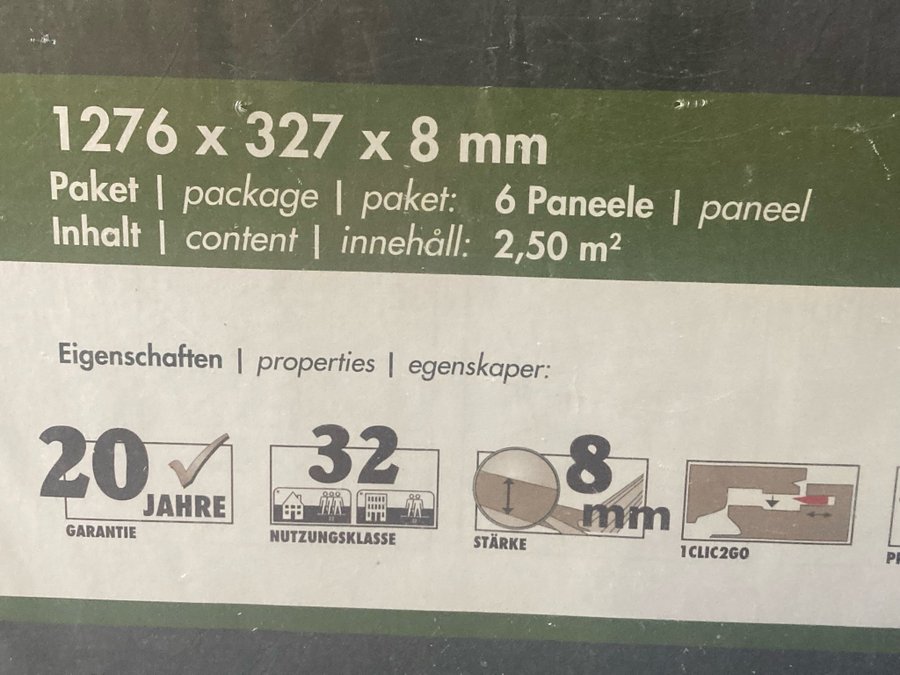 1276 x 327 x 8 mm
Paket | package | paket: 6 Paneele | paneel
Inhalt | content | innehåll: 2,50 m²
Eigenschaften | properties | egenskaper:
20 JAHRE
GARANTIE
32
NUTZUNGSKLASSE
8 mm
STÄRKE
1CLIC2GO